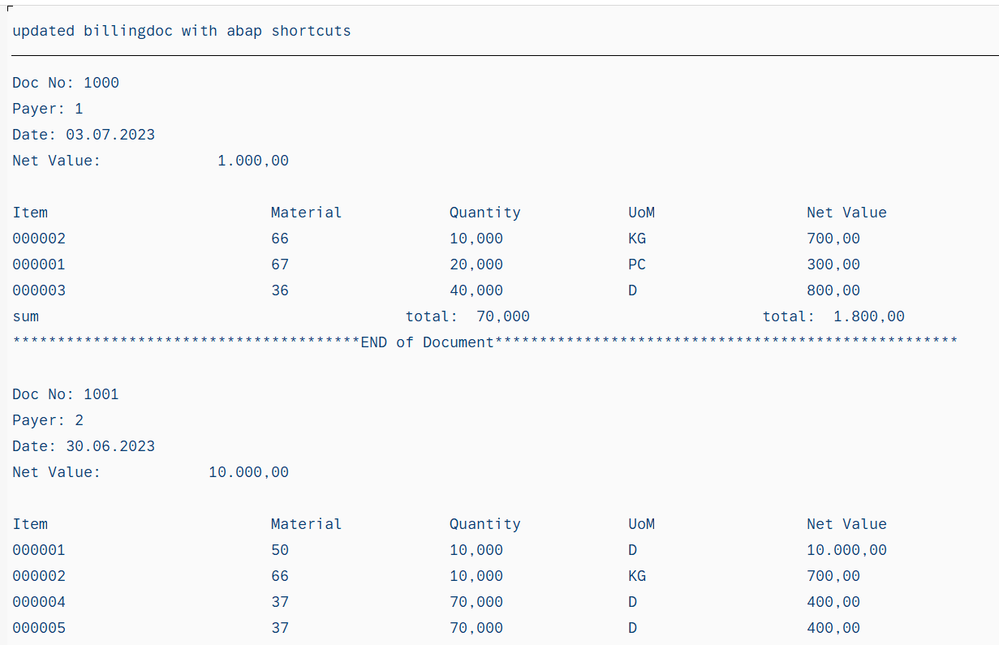 updated billingdoc with abap shortcuts
Doc No: 1000
Payer: 1
Date: 03.07.2023
Net Value: 1.000,00
Item Material Quantity UoM Net Value
000002 66 10,000 KG 700,00
000001 67 20,000 PC 300,00
000003 36 40,000 D 800,00
sum total: 70,000 total: 1.800,00
***************************************END of Document****************************************************
Doc No: 1001
Payer: 2
Date: 30.06.2023
Net Value: 10.000,00
Item Material Quantity UoM Net Value
000001 50 10,000 D 10.000,00
000002 66 10,000 KG 700,00
000004 37 70,000 D 400,00
000005 37 70,000 D 400,00